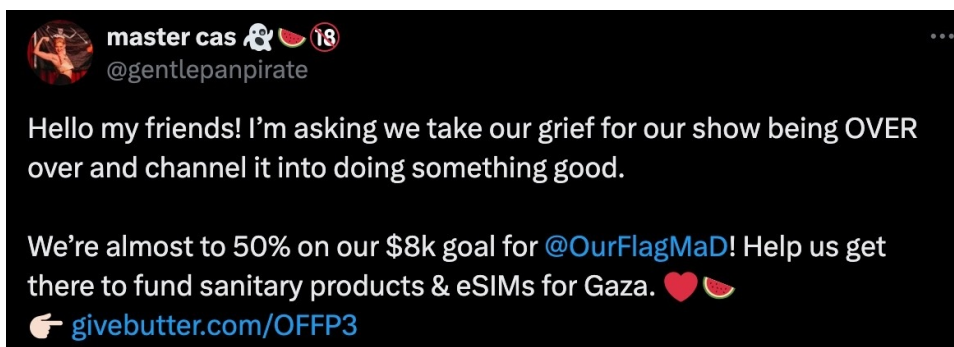 master cas 👻🍉🔞
@gentlepanpirate
Hello my friends! I’m asking we take our grief for our show being OVER
over and channel it into doing something good.
We’re almost to 50% on our $8k goal for @OurFlagMaD! Help us get
there to fund sanitary products & eSIMs for Gaza. ❤️🍉
👉🏻 givebutter.com/OFFP3